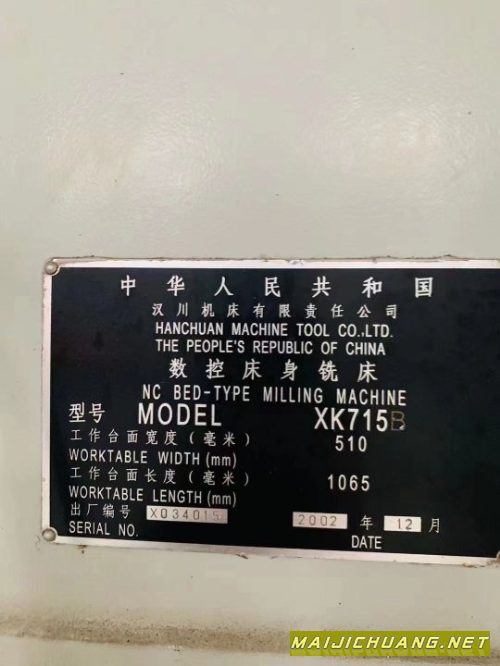 中华人民共和国
汉川机床有限责任公司
HANCHUAN MACHINE TOOL CO.,LTD.
THE PEOPLE'S REPUBLIC OF CHINA
数控床身铣床
NC BED-TYPE MILLING MACHINE
型号 MODEL XK715B
工作台面宽度(毫米) 510
WORKTABLE WIDTH (mm)
工作台面长度(毫米) 1065
WORKTABLE LENGTH (mm)
出厂编号 2002 年 12 月
SERIAL NO. DATE
MAIJICHUANG.NET